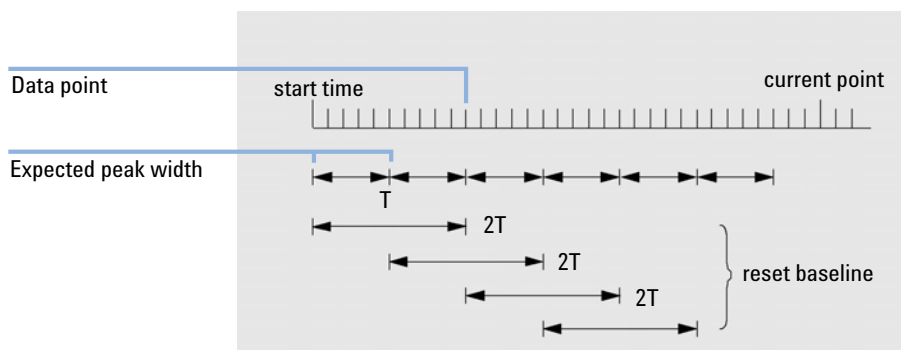 Data point
start time
current point
Expected peak width
T
2T
2T
2T
reset baseline